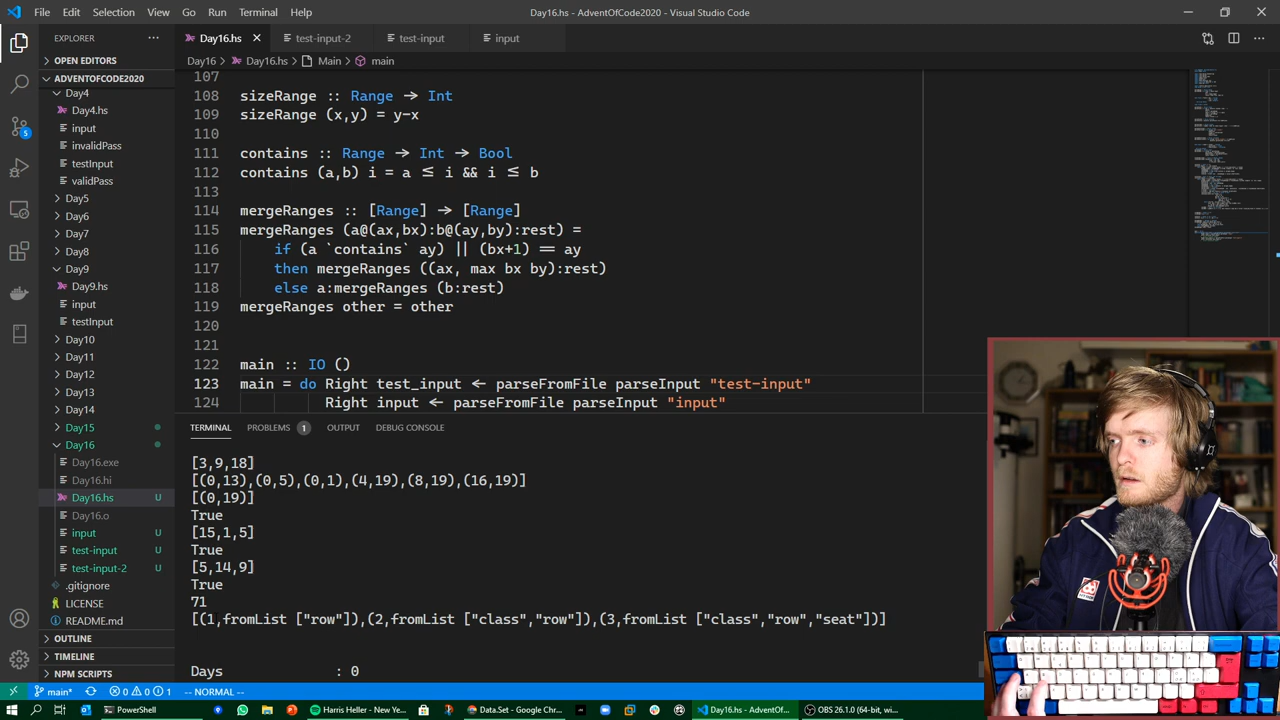 File Edit Selection View Go Run Terminal Help
Day16.hs - AdventOfCode2020 - Visual Studio Code
EXPLORER
Day16.hs test-input-2 test-input input
OPEN EDITORS
Day16 > Day16.hs > Main > main
ADVENTOFCODE2020
Day4
Day4.hs
input
invalidPass
testInput
validPass
Day5
Day6
Day7
Day8
Day9
Day9.hs
input
testInput
Day10
Day11
Day12
Day13
Day14
Day15
Day16
Day16.exe
Day16.hi
Day16.hs U
Day16.o
input U
test-input U
test-input-2 U
.gitignore
LICENSE
README.md
OUTLINE
TIMELINE
NPM SCRIPTS
107
108 sizeRange :: Range → Int
109 sizeRange (x,y) = y-x
110
111 contains :: Range → Int → Bool
112 contains (a,b) i = a ≤ i && i ≤ b
113
114 mergeRanges :: [Range] → [Range]
115 mergeRanges (a@(ax,bx):b@(ay,by):rest) =
116 if (a `contains` ay) || (bx+1) == ay
117 then mergeRanges ((ax, max bx by):rest)
118 else a:mergeRanges (b:rest)
119 mergeRanges other = other
120
121
122 main :: IO ()
123 main = do Right test_input ← parseFromFile parseInput "test-input"
124 Right input ← parseFromFile parseInput "input"
TERMINAL PROBLEMS 1 OUTPUT DEBUG CONSOLE
[3,9,18]
[(0,13),(0,5),(0,1),(4,19),(8,19),(16,19)]
[(0,19)]
True
[15,1,5]
True
[5,14,9]
True
71
[(1,fromList ["row"]),(2,fromList ["class","row"]),(3,fromList ["class","row","seat"])]
Days : 0
5
main* 0 0 1 -- NORMAL --
PowerShell
Harris Heller - New Ye...
Data.Set - Google Chr...
Day16.hs - AdventOf...
OBS 26.1.0 (64-bit, w...